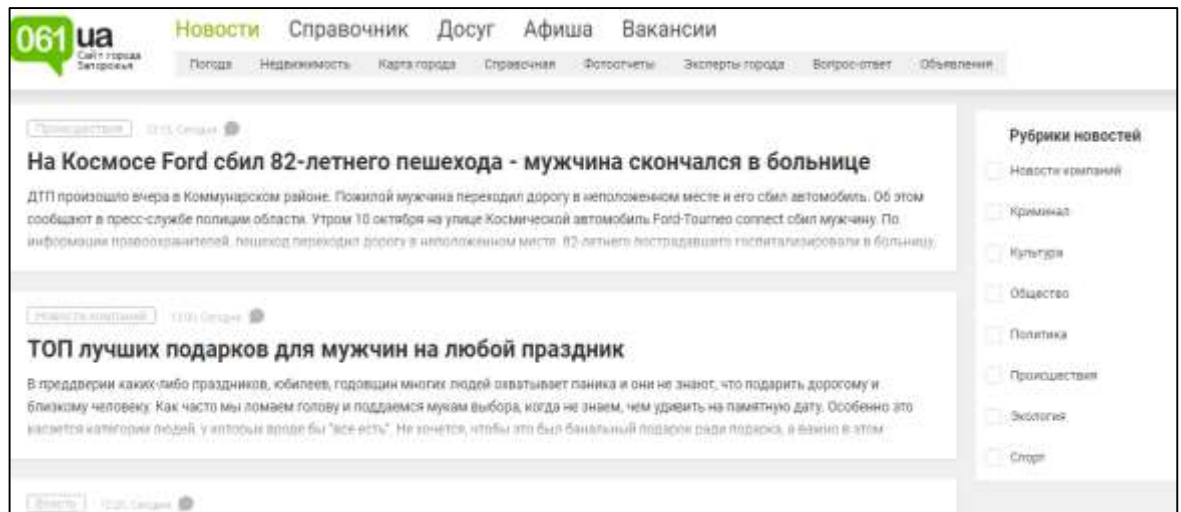 061 ua
Сайт города
Запорожья
Новости Справочник Досуг Афиша Вакансии
Погода Недвижимость Карта города Справочная Фотоотчеты Эксперты города Вопрос-ответ Объявления
Происшествия Сегодня
На Космосе Ford сбил 82-летнего пешехода - мужчина скончался в больнице
ДТП произошло вчера в Коммунарском районе. Пожилой мужчина переходил дорогу в неположенном месте и его сбил автомобиль. Об этом
сообщают в пресс-службе полиции области. Утром 10 октября на улице Космической автомобиль Ford-Tourneo connect сбил мужчину. По
информации правоохранителей, пешеход переходил дорогу в неположенном месте. 82-летнего пострадавшего госпитализировали в больницу,
Новости компаний 13:00, Сегодня
ТОП лучших подарков для мужчин на любой праздник
В преддверии каких-либо праздников, юбилеев, годовщин многих людей охватывает паника и они не знают, что подарить дорогому и
близкому человеку. Как часто мы ломаем голову и поддаемся мукам выбора, когда не знаем, чем удивить на памятную дату. Особенно это
касается категории людей, у которых вроде бы "все есть". Не хочется, чтобы это был банальный подарок ради подарка, а важно в этом
Власть Сегодня
Рубрики новостей
Новости компаний
Криминал
Культура
Общество
Политика
Происшествия
Экология
Спорт